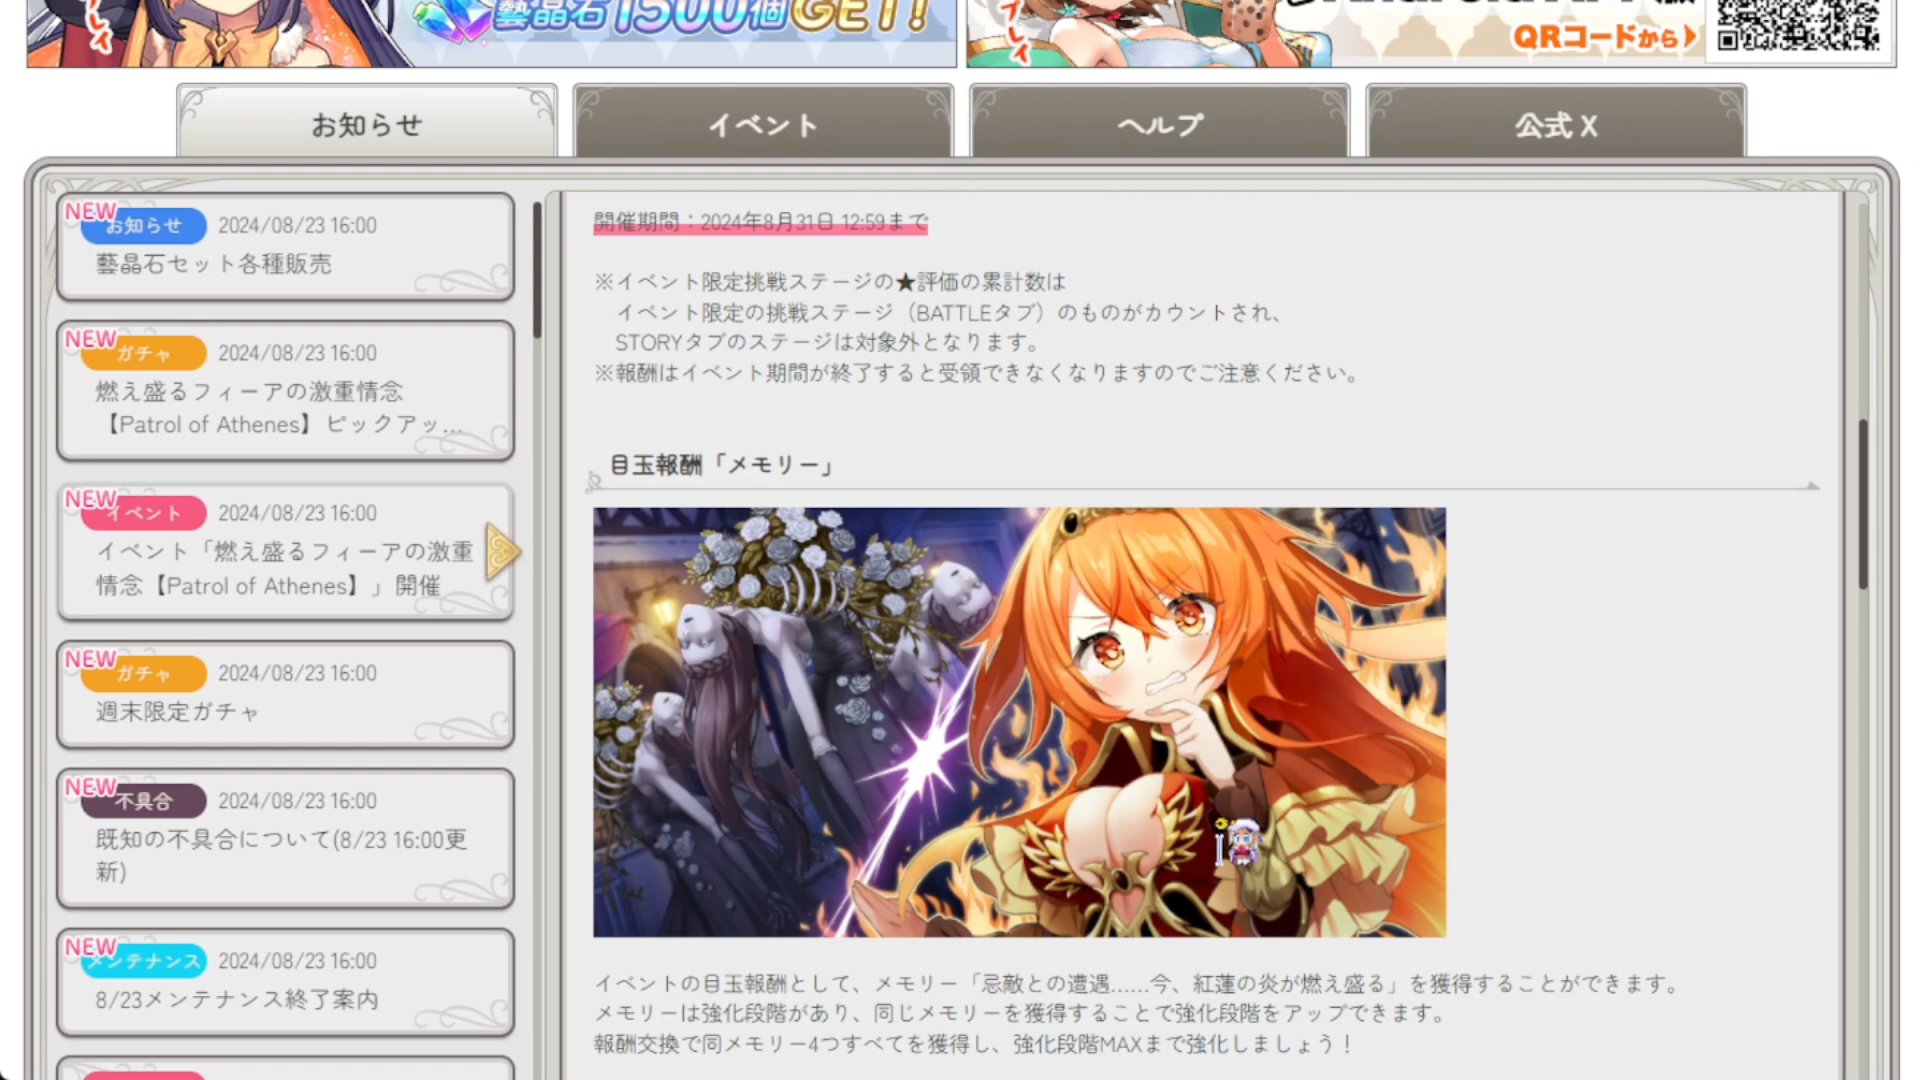 藝晶石1500個GET!
プレイ
QRコードから
お知らせ
イベント
ヘルプ
公式 X
NEW
お知らせ
2024/08/23 16:00
藝晶石セット各種販売
NEW
ガチャ
2024/08/23 16:00
燃え盛るフィーアの激重情念
【Patrol of Athenes】ピックアッ...
NEW
イベント
2024/08/23 16:00
イベント「燃え盛るフィーアの激重
情念【Patrol of Athenes】」開催
NEW
ガチャ
2024/08/23 16:00
週末限定ガチャ
NEW
不具合
2024/08/23 16:00
既知の不具合について(8/23 16:00更
新)
NEW
メンテナンス
2024/08/23 16:00
8/23メンテナンス終了案内
開催期間：2024年8月31日 12:59まで
※イベント限定挑戦ステージの★評価の累計数は
イベント限定の挑戦ステージ（BATTLEタブ）のものがカウントされ、
STORYタブのステージは対象外となります。
※報酬はイベント期間が終了すると受領できなくなりますのでご注意ください。
目玉報酬「メモリー」
イベントの目玉報酬として、メモリー「忌敵との遭遇……今、紅蓮の炎が燃え盛る」を獲得することができます。
メモリーは強化段階があり、同じメモリーを獲得することで強化段階をアップできます。
報酬交換で同メモリー4つすべてを獲得し、強化段階MAXまで強化しましょう！